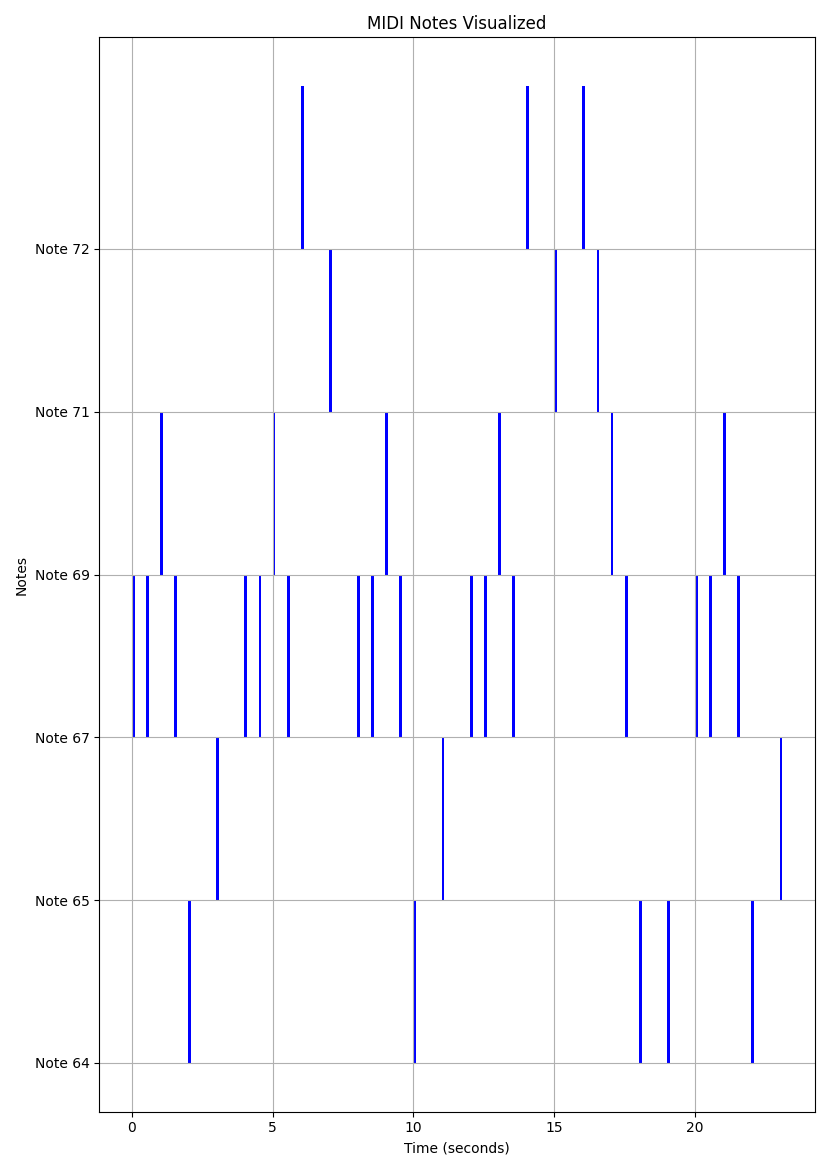 MIDI Notes Visualized
Note 72
Note 71
Note 69
Note 67
Note 65
Note 64
Notes
0 5 10 15 20
Time (seconds)